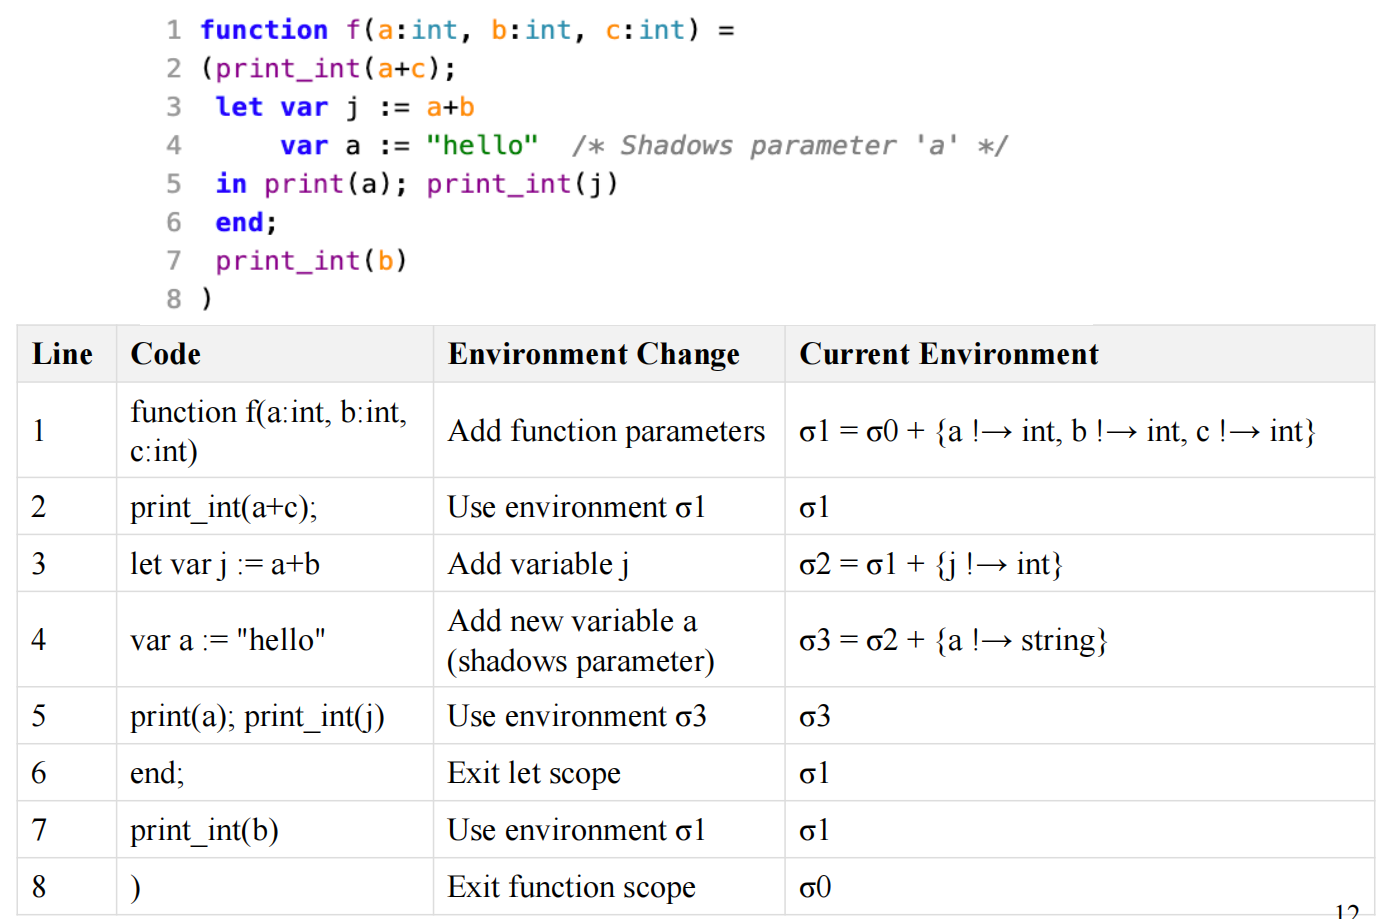 1 function f(a:int, b:int, c:int) =
2 (print_int(a+c);
3 let var j := a+b
4 var a := "hello" /* Shadows parameter 'a' */
5 in print(a); print_int(j)
6 end;
7 print_int(b)
8 )
Line Code Environment Change Current Environment
1 function f(a:int, b:int, c:int) Add function parameters σ1 = σ0 + {a !→ int, b !→ int, c !→ int}
2 print_int(a+c); Use environment σ1 σ1
3 let var j := a+b Add variable j σ2 = σ1 + {j !→ int}
4 var a := "hello" Add new variable a (shadows parameter) σ3 = σ2 + {a !→ string}
5 print(a); print_int(j) Use environment σ3 σ3
6 end; Exit let scope σ1
7 print_int(b) Use environment σ1 σ1
8 ) Exit function scope σ0
12